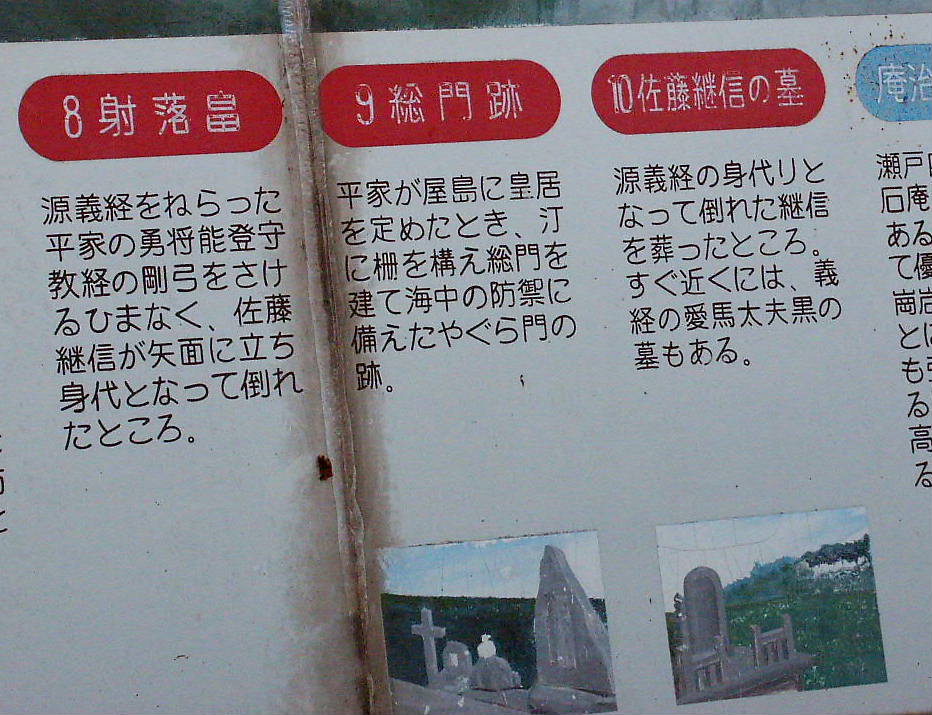 8射落畠
源義経をねらった
平家の勇将能登守
教経の剛弓をさけ
るひまなく、佐藤
継信が矢面に立ち
身代となって倒れ
たところ。
9総門跡
平家が屋島に皇居
を定めたとき、汀
に柵を構え総門を
建て海中の防禦に
備えたやぐら門の
跡。
10佐藤継信の墓
源義経の身代りと
なって倒れた継信
を葬ったところ。
すぐ近くには、義
経の愛馬太夫黒の
墓もある。
庵治
瀬戸
石庵
ある
て優
崗岩
とに
も
る
高
る